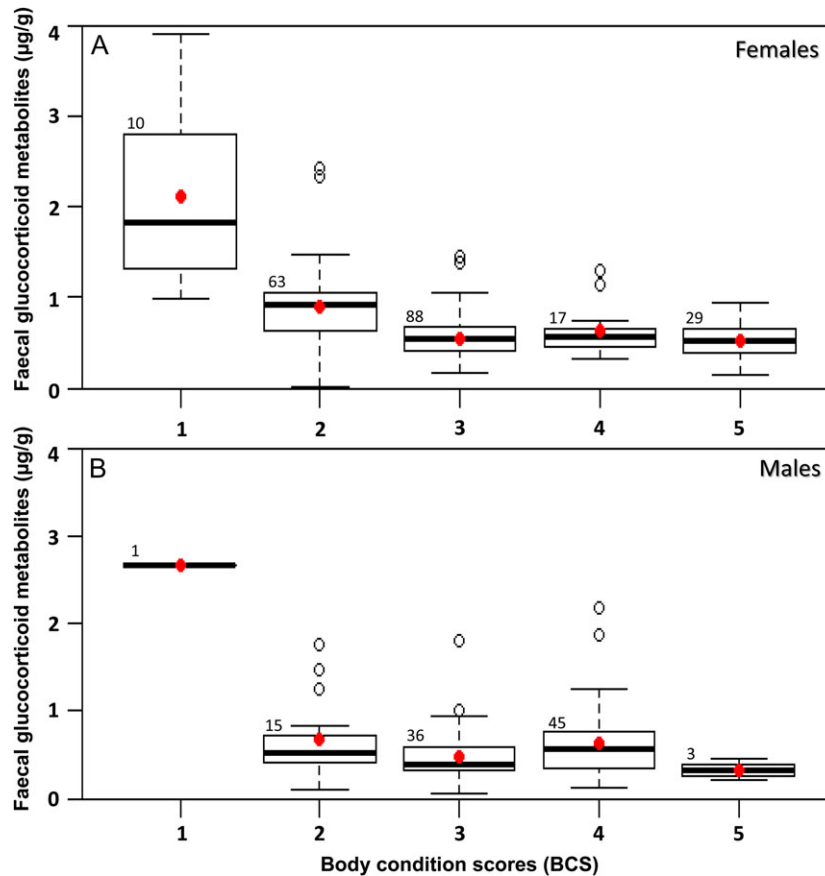 A
Females
Faecal glucocorticoid metabolites (µg/g)
4
3
2
1
0
10
63
88
17
29
1 2 3 4 5
B
Males
Faecal glucocorticoid metabolites (µg/g)
4
3
2
1
0
1
15
36
45
3
1 2 3 4 5
Body condition scores (BCS)